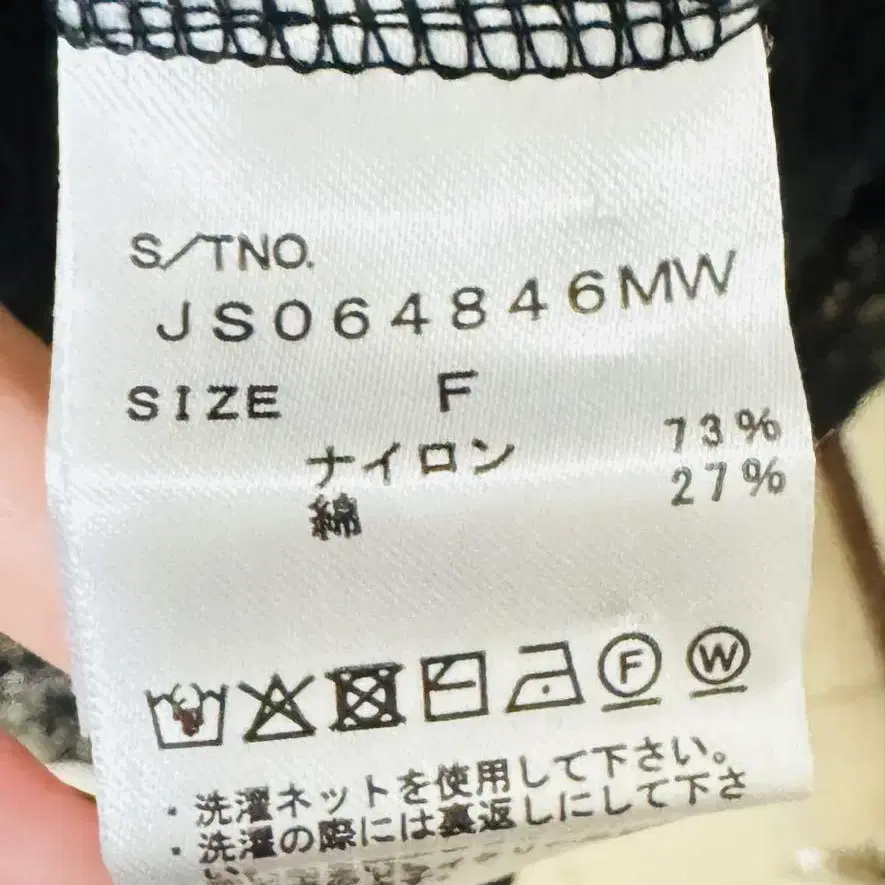 S/TNO.
JS064846MW
SIZE F
ナイロン 73%
綿 27%
F W
・洗濯ネットを使用して下さい。
・洗濯の際には裏返しにして下さ
い。